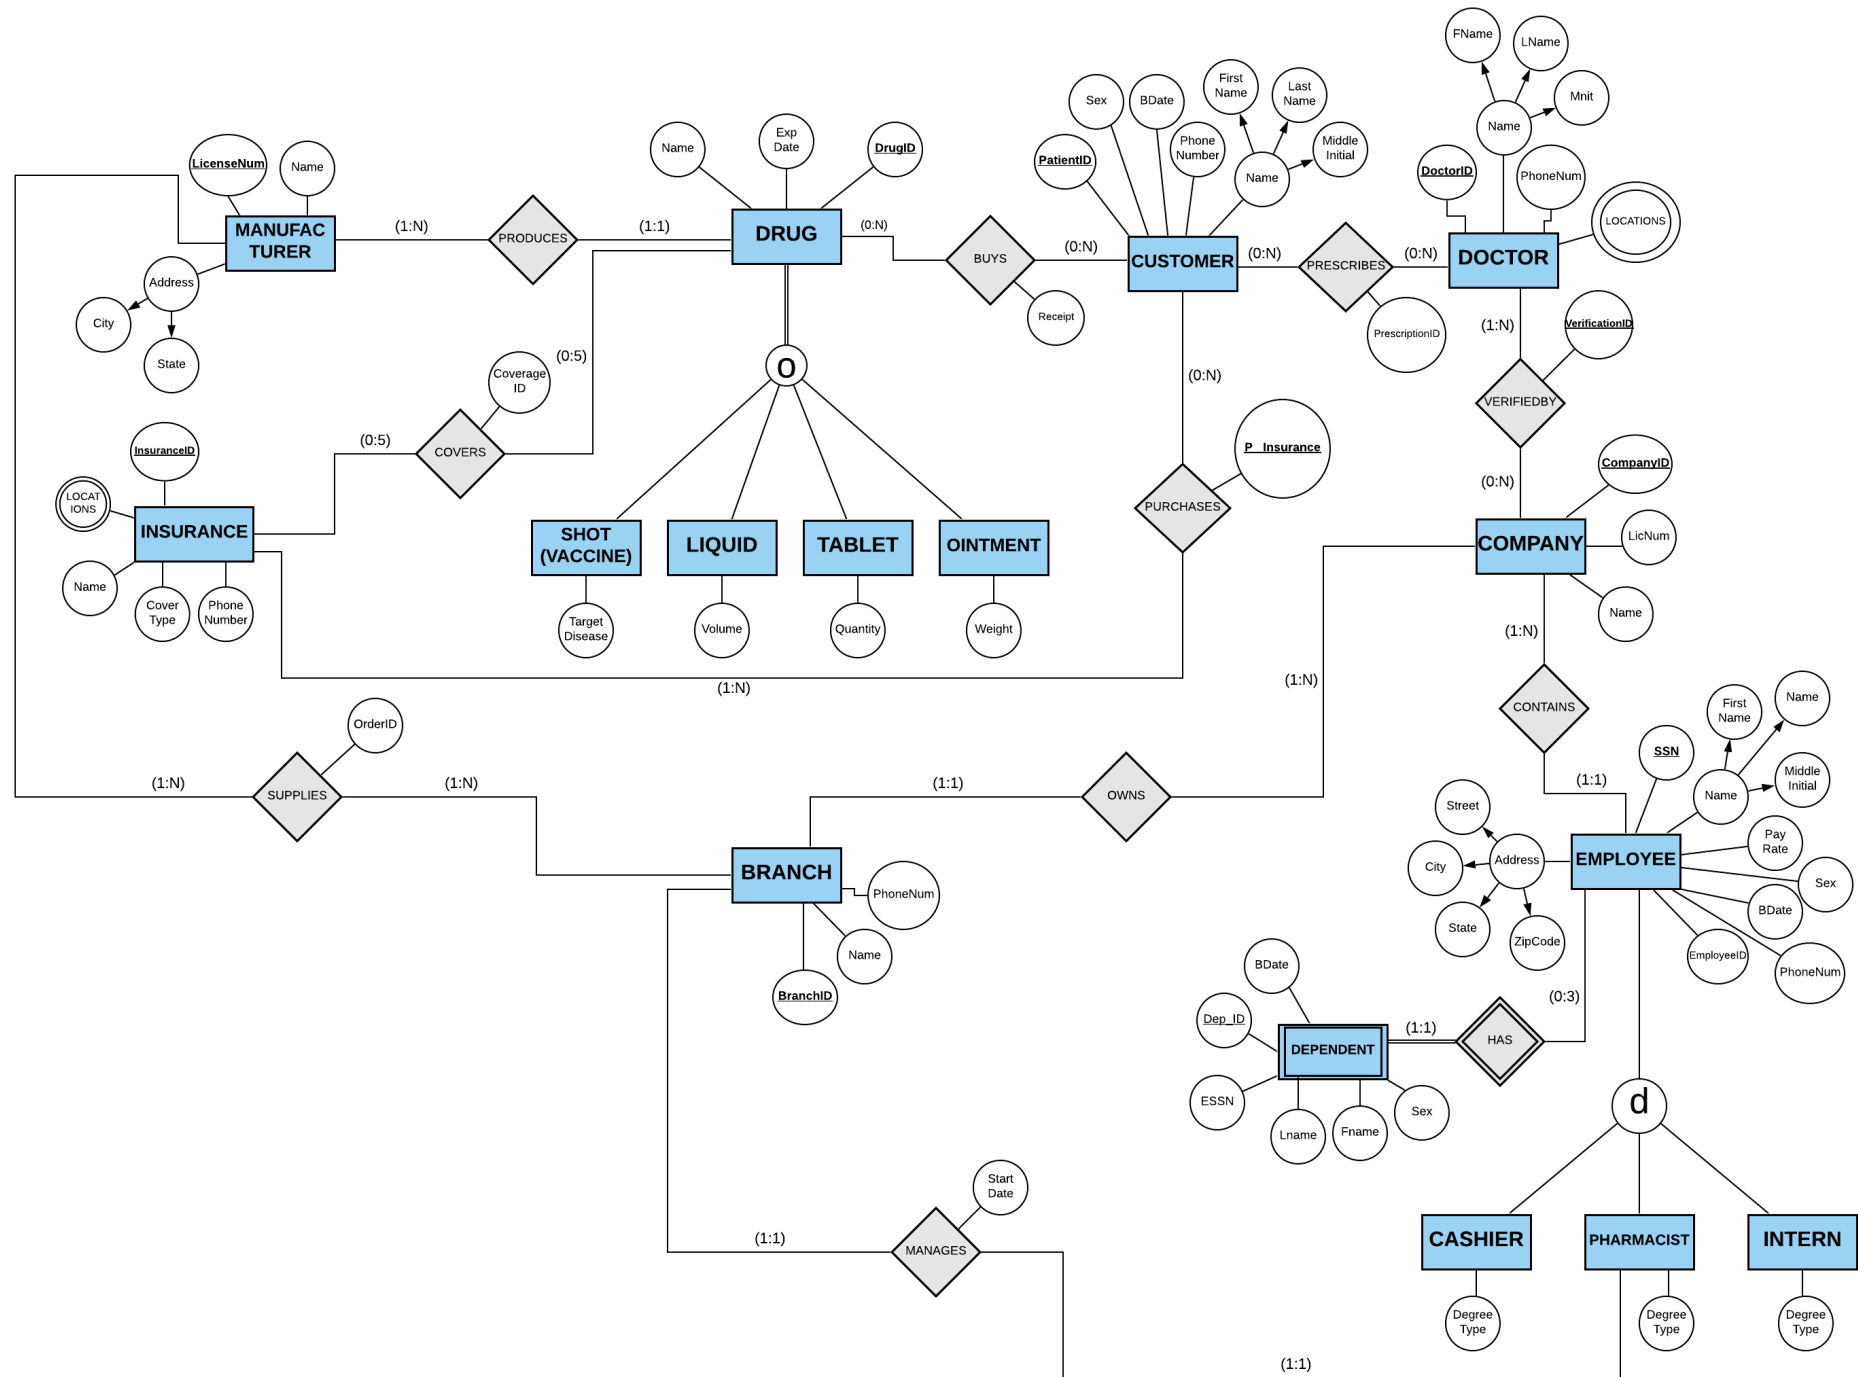 FName
LName
Mnit
Name
First
Name
Last
Name
Middle
Initial
Name
Sex
BDate
Phone
Number
PatientID
DoctorID
PhoneNum
LOCATIONS
Name
Exp
Date
DrugID
LicenseNum
Name
MANUFAC
TURER
(1:N)
PRODUCES
(1:1)
DRUG
(0:N)
BUYS
(0:N)
CUSTOMER
(0:N)
PRESCRIBES
(0:N)
DOCTOR
Address
City
State
Receipt
PrescriptionID
(1:N)
VerificationID
(0:5)
Coverage
ID
O
(0:N)
VERIFIEDBY
InsuranceID
(0:5)
COVERS
P_ Insurance
CompanyID
(0:N)
LOCAT
IONS
INSURANCE
SHOT
(VACCINE)
LIQUID
TABLET
OINTMENT
PURCHASES
COMPANY
LicNum
Name
Name
Cover
Type
Phone
Number
Target
Disease
Volume
Quantity
Weight
(1:N)
(1:N)
(1:N)
CONTAINS
First
Name
Name
Middle
Initial
Name
SSN
OrderID
(1:N)
SUPPLIES
(1:N)
(1:1)
OWNS
(1:1)
Street
City
Address
State
ZipCode
EMPLOYEE
Pay
Rate
Sex
BDate
EmployeeID
PhoneNum
BRANCH
PhoneNum
Name
BranchID
BDate
Dep_ID
DEPENDENT
(1:1)
HAS
(0:3)
ESSN
Lname
Fname
Sex
d
Start
Date
(1:1)
MANAGES
CASHIER
PHARMACIST
INTERN
Degree
Type
Degree
Type
Degree
Type
(1:1)